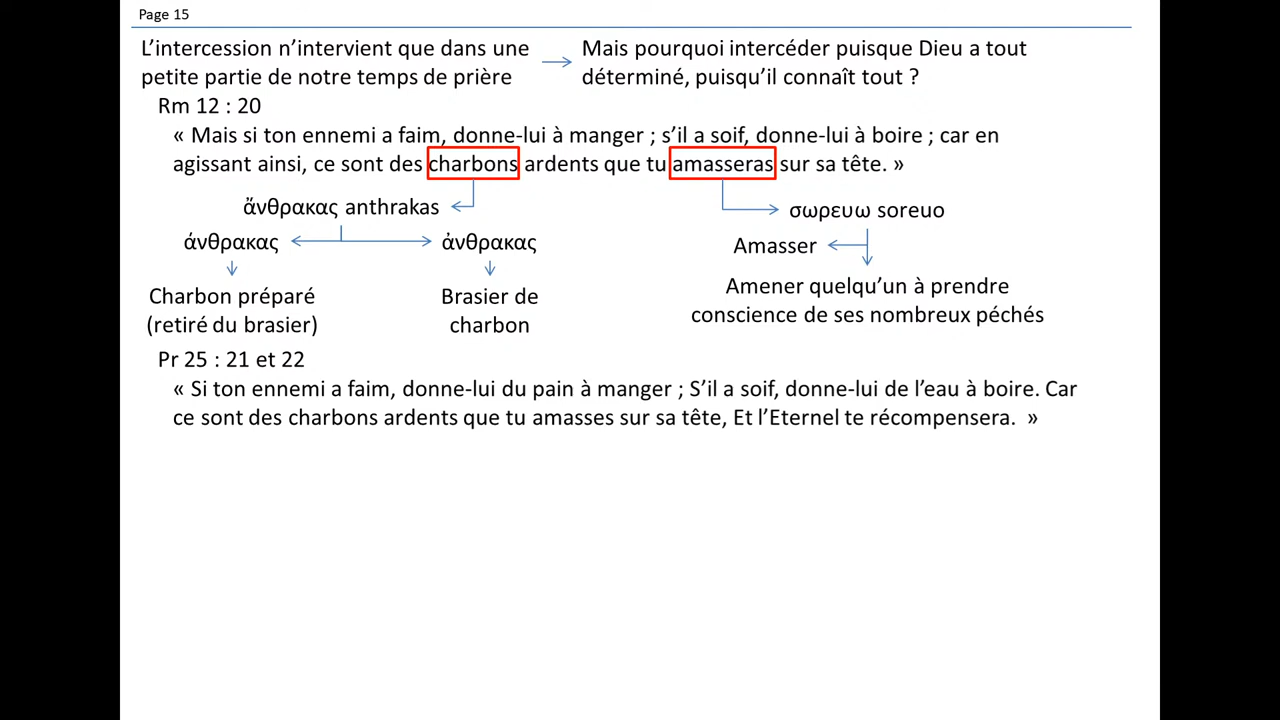 Page 15
L’intercession n’intervient que dans une
petite partie de notre temps de prière
Mais pourquoi intercéder puisque Dieu a tout
déterminé, puisqu’il connaît tout ?
Rm 12 : 20
« Mais si ton ennemi a faim, donne-lui à manger ; s’il a soif, donne-lui à boire ; car en
agissant ainsi, ce sont des charbons ardents que tu amasseras sur sa tête. »
ἄνθρακας anthrakas
άνθρακας
ἀνθρακας
Charbon préparé
(retiré du brasier)
Brasier de
charbon
σωρευω soreuo
Amasser
Amener quelqu’un à prendre
conscience de ses nombreux péchés
Pr 25 : 21 et 22
« Si ton ennemi a faim, donne-lui du pain à manger ; S’il a soif, donne-lui de l’eau à boire. Car
ce sont des charbons ardents que tu amasses sur sa tête, Et l’Eternel te récompensera.  »